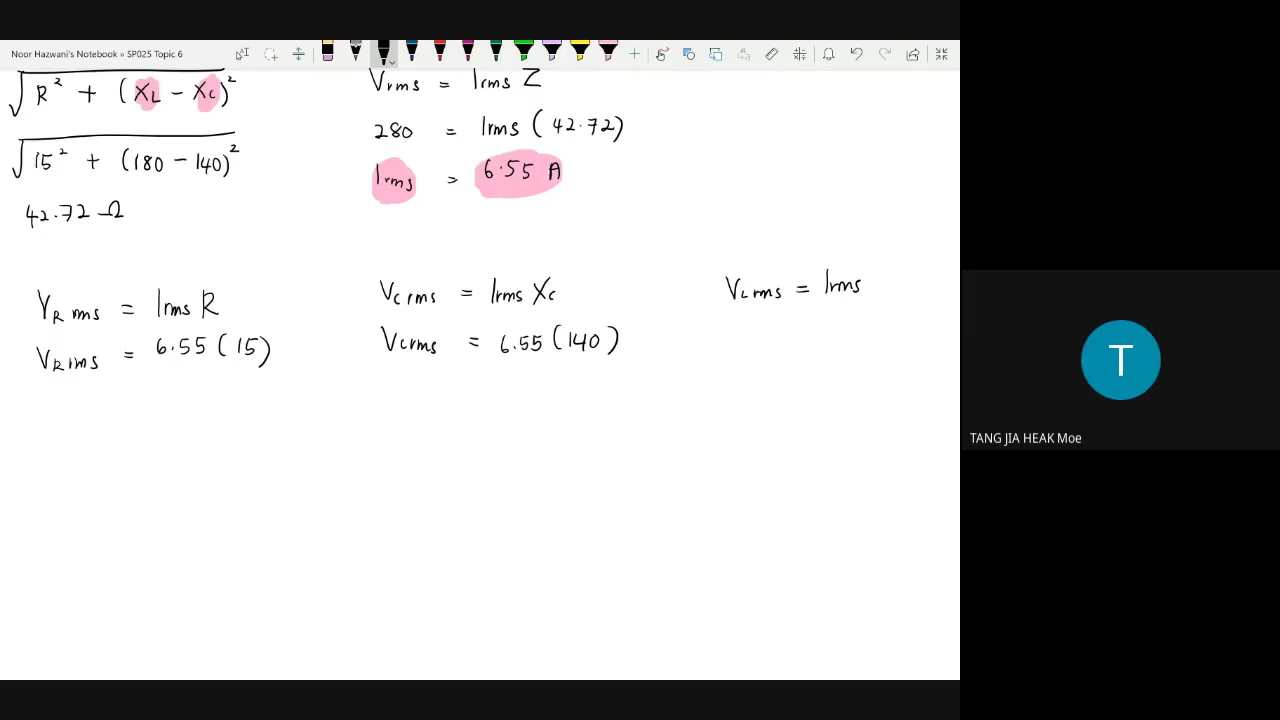 Noor Hazwani's Notebook » SP025 Topic 6
√R² + (XL − XC)²
√15² + (180 − 140)²
42.72 Ω
Vrms = Irms Z
280 = Irms (42.72)
Irms = 6.55 A
VR rms = Irms R
VR rms = 6.55 (15)
VC rms = Irms XC
VC rms = 6.55 (140)
VL rms = Irms
T
TANG JIA HEAK Moe